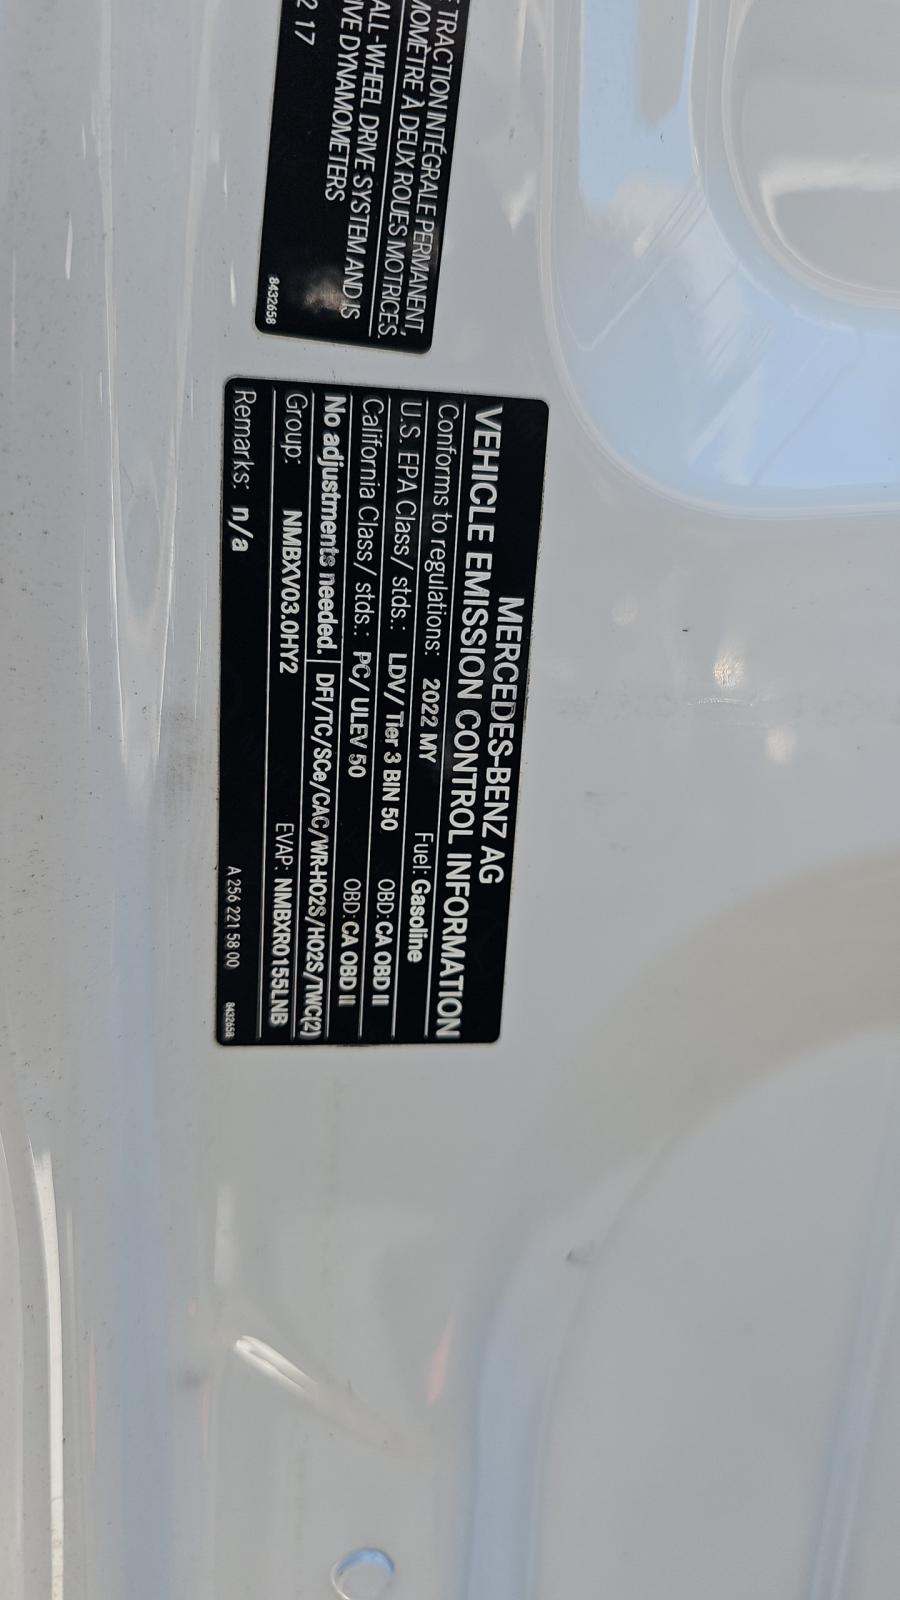 E TRACTION INTÉGRALE PERMANENT,
MOMÈTRE À DEUX ROUES MOTRICES.
ALL-WHEEL DRIVE SYSTEM AND IS
IVE DYNAMOMETERS
2 17
8432658
MERCEDES-BENZ AG
VEHICLE EMISSION CONTROL INFORMATION
Conforms to regulations: 2022 MY Fuel: Gasoline
U.S. EPA Class/ stds.: LDV/ Tier 3 BIN 50 OBD: CA OBD II
California Class/ stds.: PC/ ULEV 50 OBD: CA OBD II
No adjustments needed. DFI/TC/SCe/CAC/WR-HO2S/HO2S/TWC(2)
Group: NMBXV03.0HY2 EVAP: NMBXR0155LNB
Remarks: n/a
A 256 221 58 00 8432658